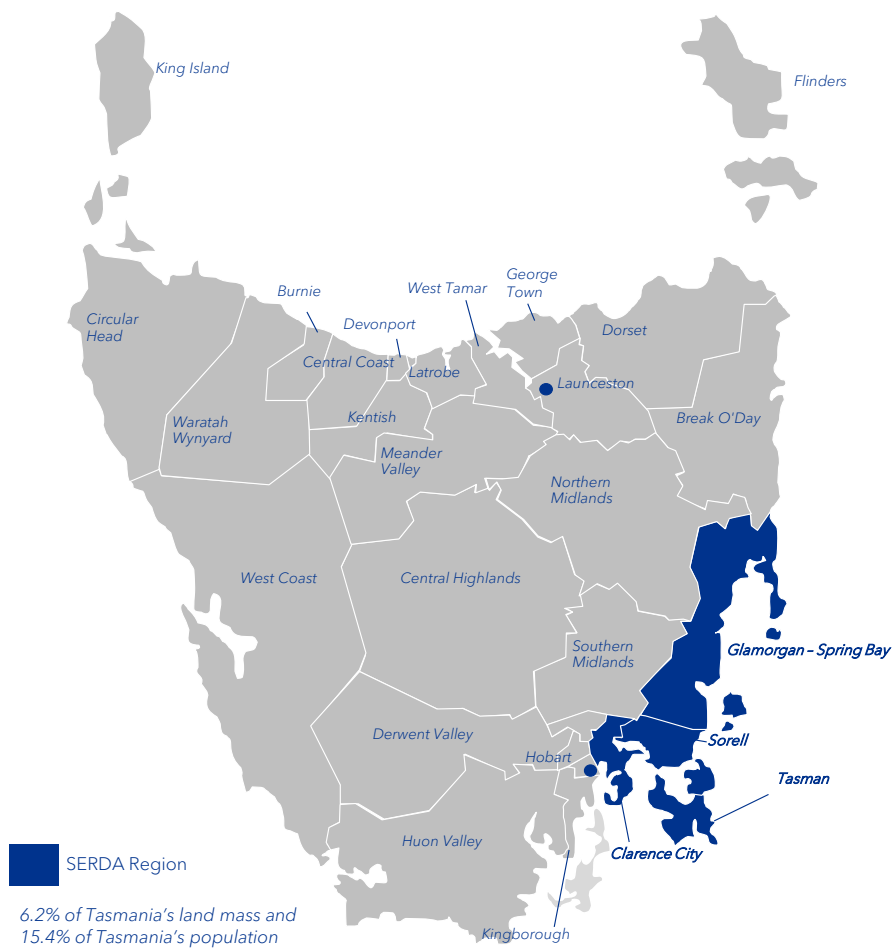 King Island
Flinders
George
Town
West Tamar
Burnie
Devonport
Circular
Head
Dorset
Central Coast
Latrobe
Launceston
Kentish
Break O'Day
Waratah
Wynyard
Meander
Valley
Northern
Midlands
West Coast
Central Highlands
Southern
Midlands
Glamorgan – Spring Bay
Derwent Valley
Sorell
Hobart
Tasman
Huon Valley
Clarence City
SERDA Region
6.2% of Tasmania's land mass and
15.4% of Tasmania's population
Kingborough